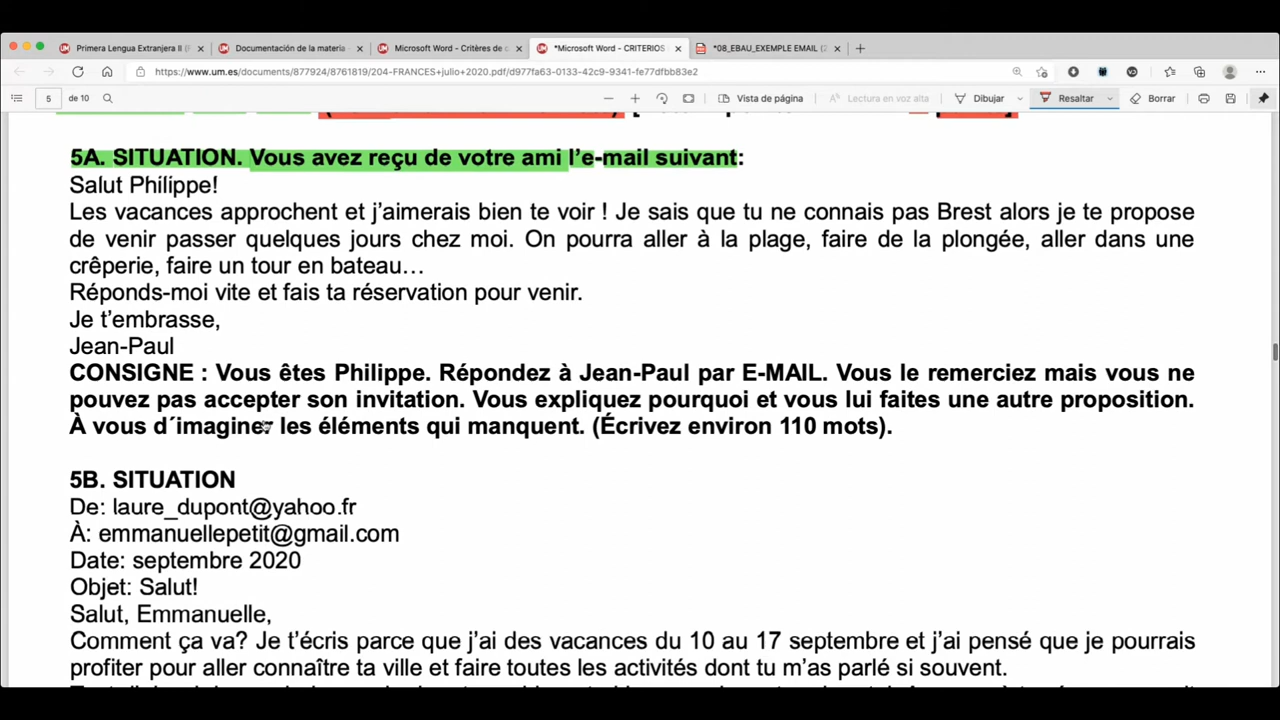 Primera Lengua Extranjera II (F
Documentación de la materia -
Microsoft Word - Critères de c
*Microsoft Word - CRITERIOS
*08_EBAU_EXEMPLE EMAIL (2
https://www.um.es/documents/877924/8761819/204-FRANCES+julio+2020.pdf/d977fa63-0133-42c9-9341-fe77dfbb83e2
5 de 10
Vista de página
Lectura en voz alta
Dibujar
Resaltar
Borrar
5A. SITUATION. Vous avez reçu de votre ami l’e-mail suivant:
Salut Philippe!
Les vacances approchent et j’aimerais bien te voir ! Je sais que tu ne connais pas Brest alors je te propose
de venir passer quelques jours chez moi. On pourra aller à la plage, faire de la plongée, aller dans une
crêperie, faire un tour en bateau…
Réponds-moi vite et fais ta réservation pour venir.
Je t’embrasse,
Jean-Paul
CONSIGNE : Vous êtes Philippe. Répondez à Jean-Paul par E-MAIL. Vous le remerciez mais vous ne
pouvez pas accepter son invitation. Vous expliquez pourquoi et vous lui faites une autre proposition.
À vous d´imaginer les éléments qui manquent. (Écrivez environ 110 mots).
5B. SITUATION
De: laure_dupont@yahoo.fr
À: emmanuellepetit@gmail.com
Date: septembre 2020
Objet: Salut!
Salut, Emmanuelle,
Comment ça va? Je t’écris parce que j’ai des vacances du 10 au 17 septembre et j’ai pensé que je pourrais
profiter pour aller connaître ta ville et faire toutes les activités dont tu m’as parlé si souvent.